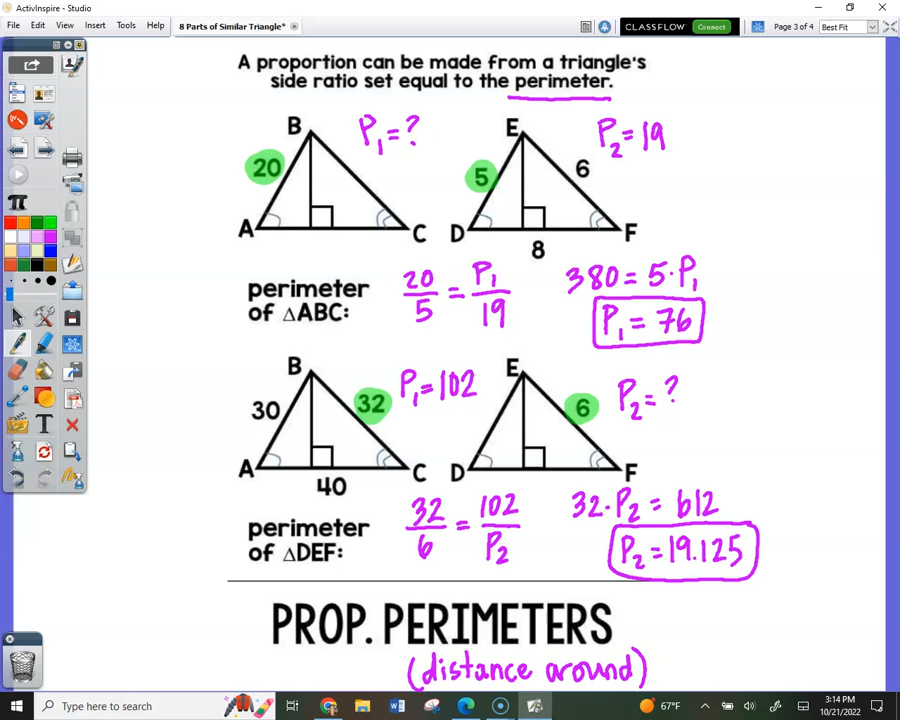 ActivInspire - Studio
File Edit View Insert Tools Help
8 Parts of Similar Triangle*
CLASSFLOW Connect
Page 3 of 4
Best Fit
A proportion can be made from a triangle's
side ratio set equal to the perimeter.
B P₁ = ? E P₂ = 19
20 5 6
A C D F
8
perimeter
of △ABC:
20/5 = P₁/19
380 = 5·P₁
P₁ = 76
B P₁ = 102 E P₂ = ?
30 32 6
A C D F
40
perimeter
of △DEF:
32/6 = 102/P₂
32·P₂ = 612
P₂ = 19.125
PROP. PERIMETERS
(distance around)
Type here to search
67°F
3:14 PM
10/21/2022